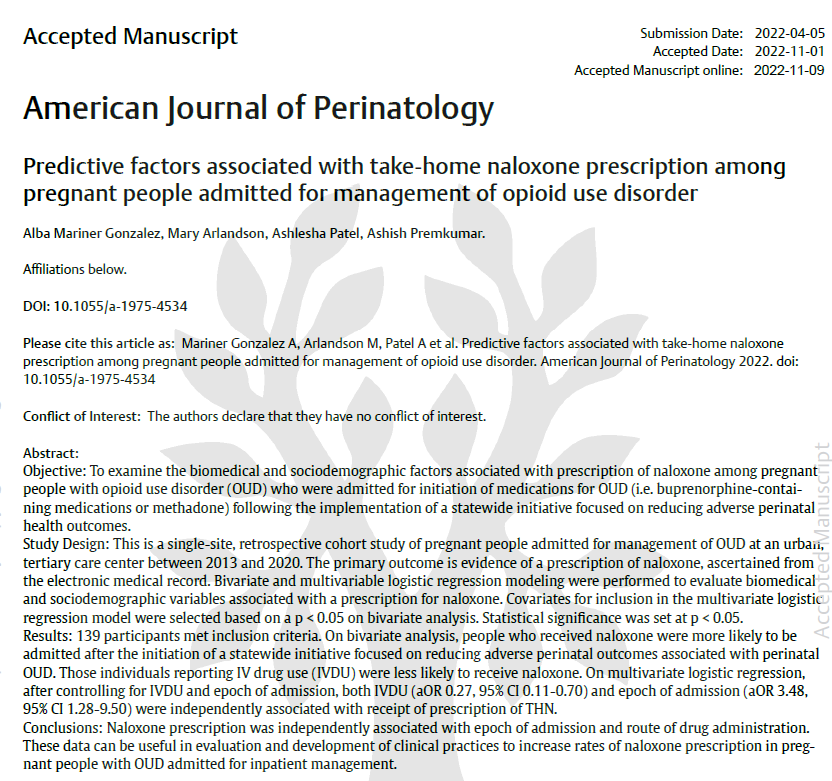 Accepted Manuscript
Submission Date: 2022-04-05
Accepted Date: 2022-11-01
Accepted Manuscript online: 2022-11-09
American Journal of Perinatology
Predictive factors associated with take-home naloxone prescription among
pregnant people admitted for management of opioid use disorder
Alba Mariner Gonzalez, Mary Arlandson, Ashlesha Patel, Ashish Premkumar.
Affiliations below.
DOI: 10.1055/a-1975-4534
Please cite this article as: Mariner Gonzalez A, Arlandson M, Patel A et al. Predictive factors associated with take-home naloxone
prescription among pregnant people admitted for management of opioid use disorder. American Journal of Perinatology 2022. doi:
10.1055/a-1975-4534
Conflict of Interest: The authors declare that they have no conflict of interest.
Abstract:
Objective: To examine the biomedical and sociodemographic factors associated with prescription of naloxone among pregnant
people with opioid use disorder (OUD) who were admitted for initiation of medications for OUD (i.e. buprenorphine-contai-
ning medications or methadone) following the implementation of a statewide initiative focused on reducing adverse perinatal
health outcomes.
Study Design: This is a single-site, retrospective cohort study of pregnant people admitted for management of OUD at an urban,
tertiary care center between 2013 and 2020. The primary outcome is evidence of a prescription of naloxone, ascertained from
the electronic medical record. Bivariate and multivariable logistic regression modeling were performed to evaluate biomedical
and sociodemographic variables associated with a prescription for naloxone. Covariates for inclusion in the multivariate logistic
regression model were selected based on a p < 0.05 on bivariate analysis. Statistical significance was set at p < 0.05.
Results: 139 participants met inclusion criteria. On bivariate analysis, people who received naloxone were more likely to be
admitted after the initiation of a statewide initiative focused on reducing adverse perinatal outcomes associated with perinatal
OUD. Those individuals reporting IV drug use (IVDU) were less likely to receive naloxone. On multivariate logistic regression,
after controlling for IVDU and epoch of admission, both IVDU (aOR 0.27, 95% CI 0.11-0.70) and epoch of admission (aOR 3.48,
95% CI 1.28-9.50) were independently associated with receipt of prescription of THN.
Conclusions: Naloxone prescription was independently associated with epoch of admission and route of drug administration.
These data can be useful in evaluation and development of clinical practices to increase rates of naloxone prescription in preg-
nant people with OUD admitted for inpatient management.
Accepted Manuscript